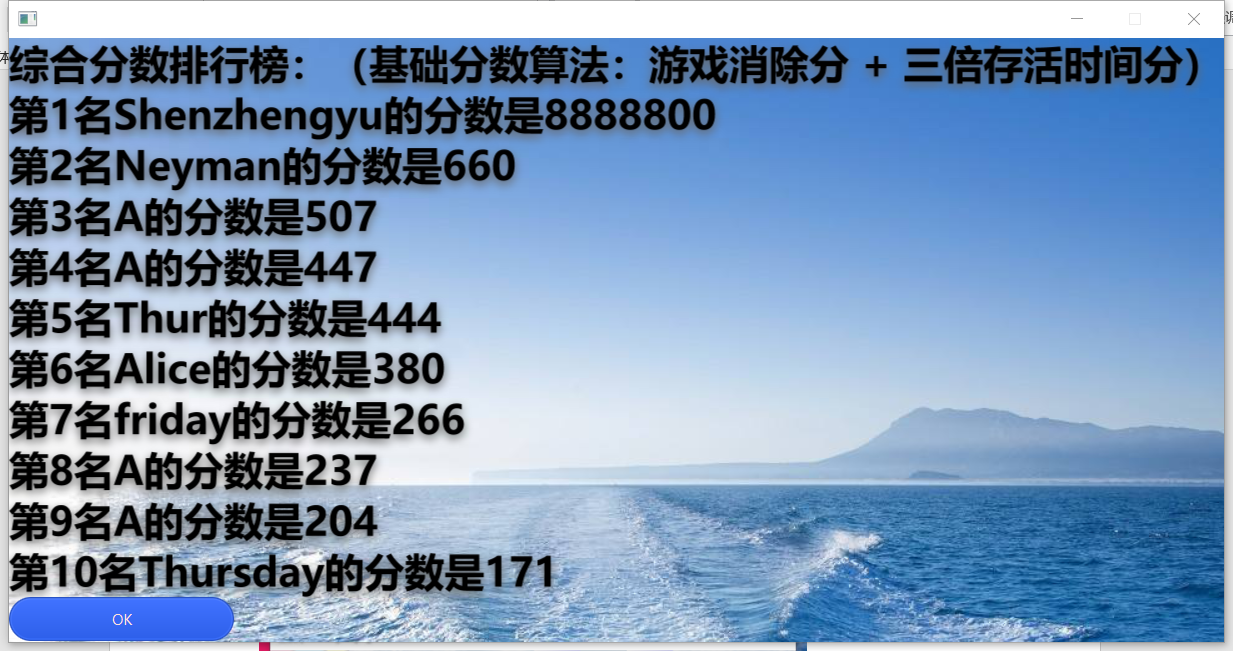 综合分数排行榜：（基础分数算法：游戏消除分 + 三倍存活时间分）
第1名Shenzhengyu的分数是8888800
第2名Neyman的分数是660
第3名A的分数是507
第4名A的分数是447
第5名Thur的分数是444
第6名Alice的分数是380
第7名friday的分数是266
第8名A的分数是237
第9名A的分数是204
第10名Thursday的分数是171
OK